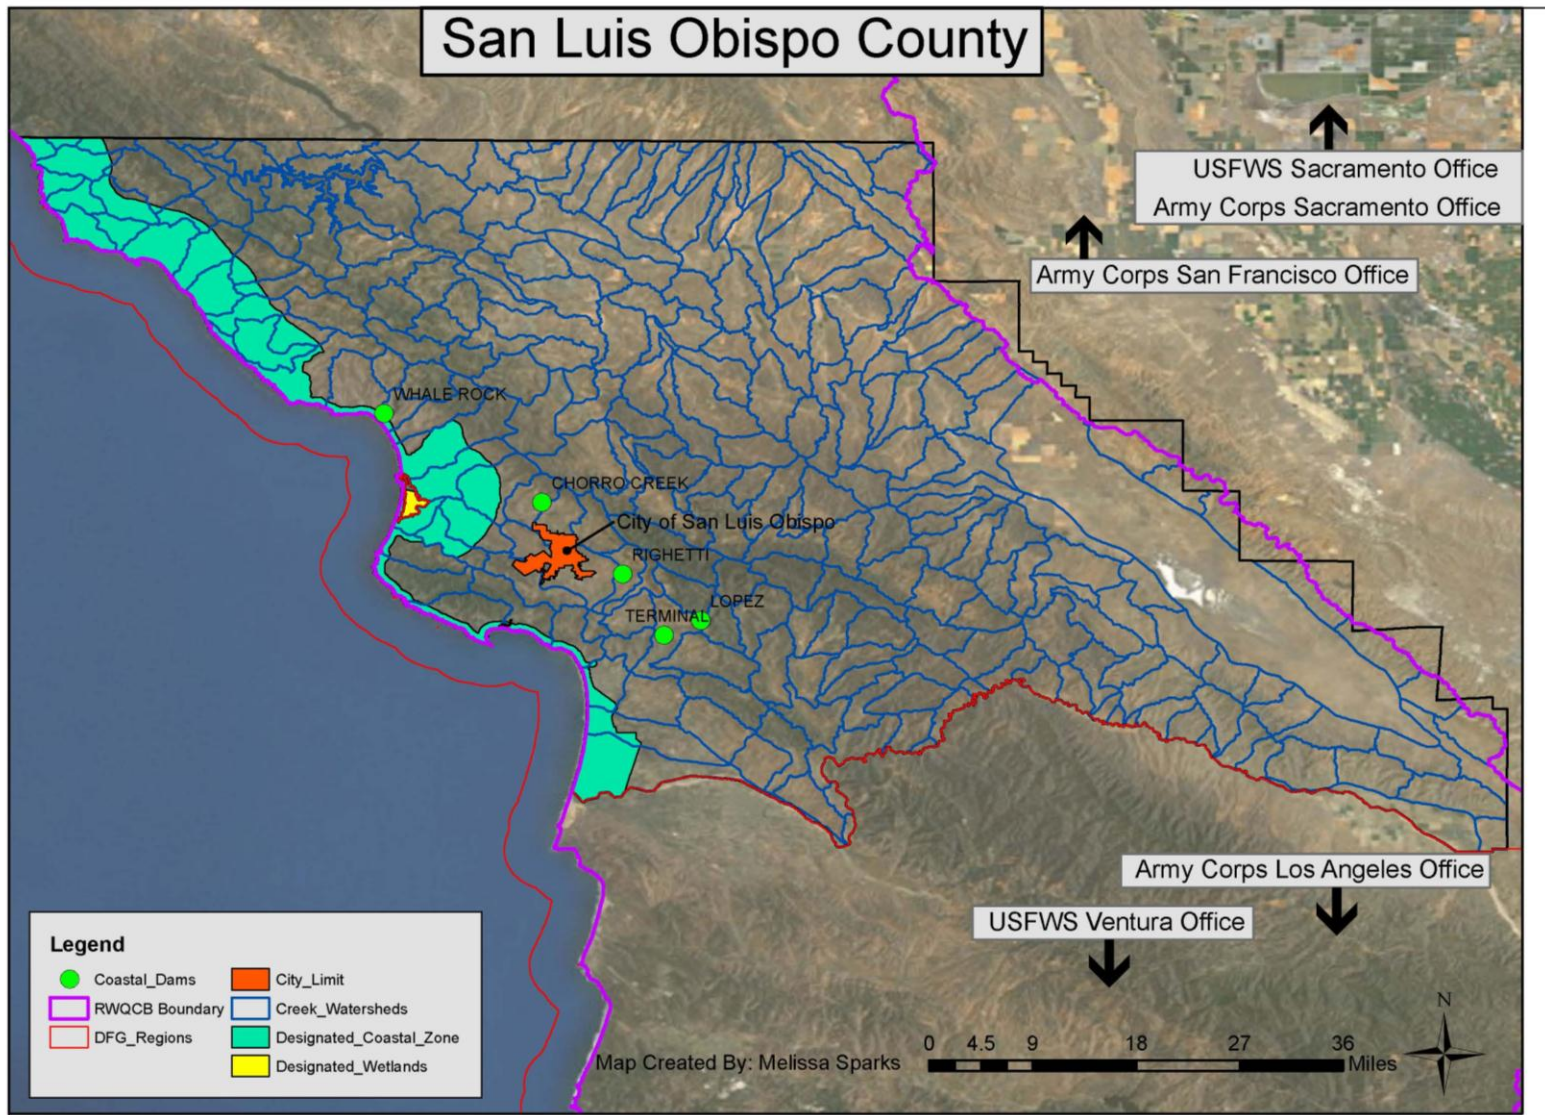 San Luis Obispo County
USFWS Sacramento Office
Army Corps Sacramento Office
Army Corps San Francisco Office
WHALE ROCK
CHORRO CREEK
City of San Luis Obispo
RIGHETTI
LOPEZ
TERMINAL
Army Corps Los Angeles Office
USFWS Ventura Office
Legend
Coastal_Dams
City_Limit
RWQCB Boundary
Creek_Watersheds
DFG_Regions
Designated_Coastal_Zone
Designated_Wetlands
Map Created By: Melissa Sparks
0 4.5 9 18 27 36
Miles
N